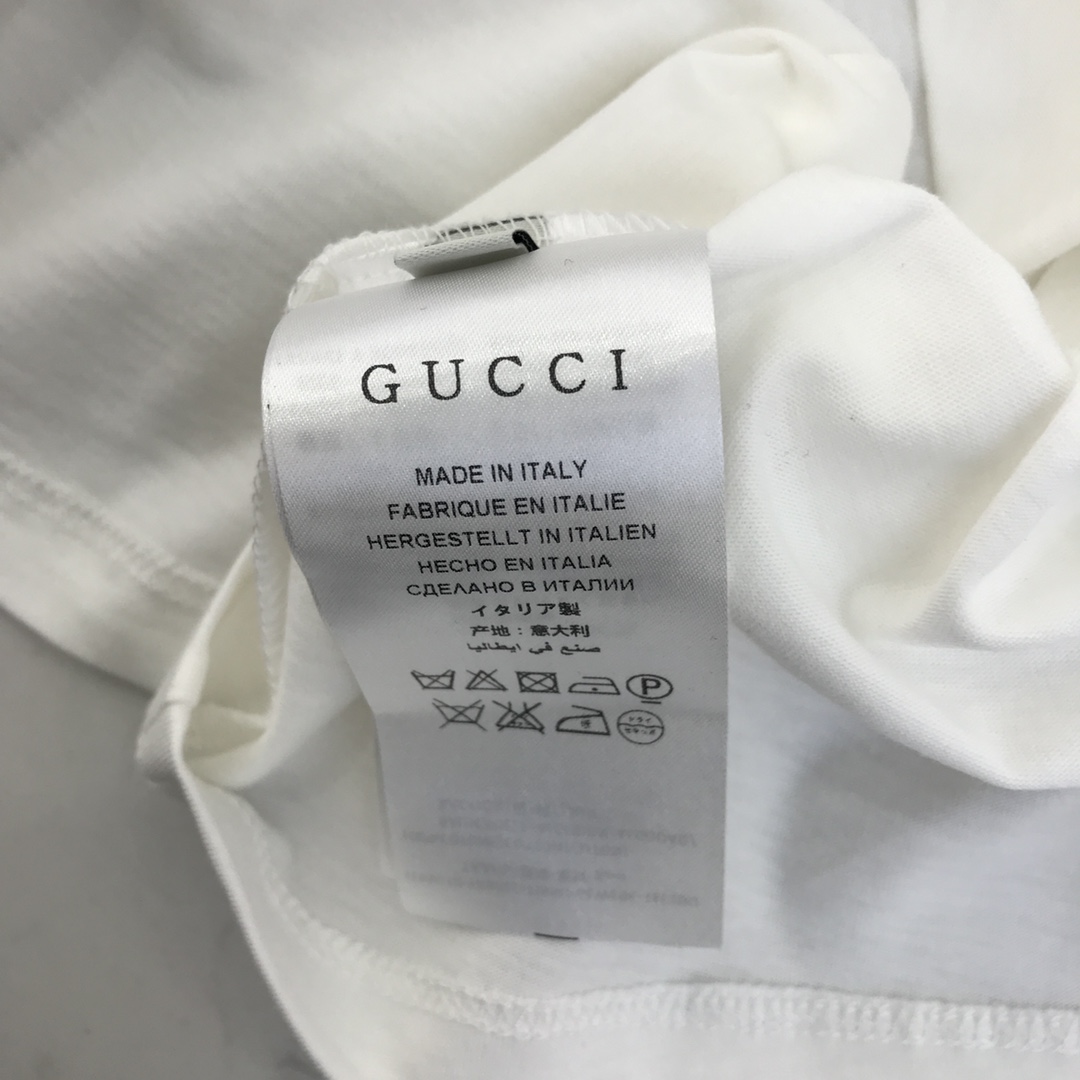 GUCCI
MADE IN ITALY
FABRIQUE EN ITALIE
HERGESTELLT IN ITALIEN
HECHO EN ITALIA
СДЕЛАНО В ИТАЛИИ
イタリア製
产地：意大利
صنع في ايطاليا
P